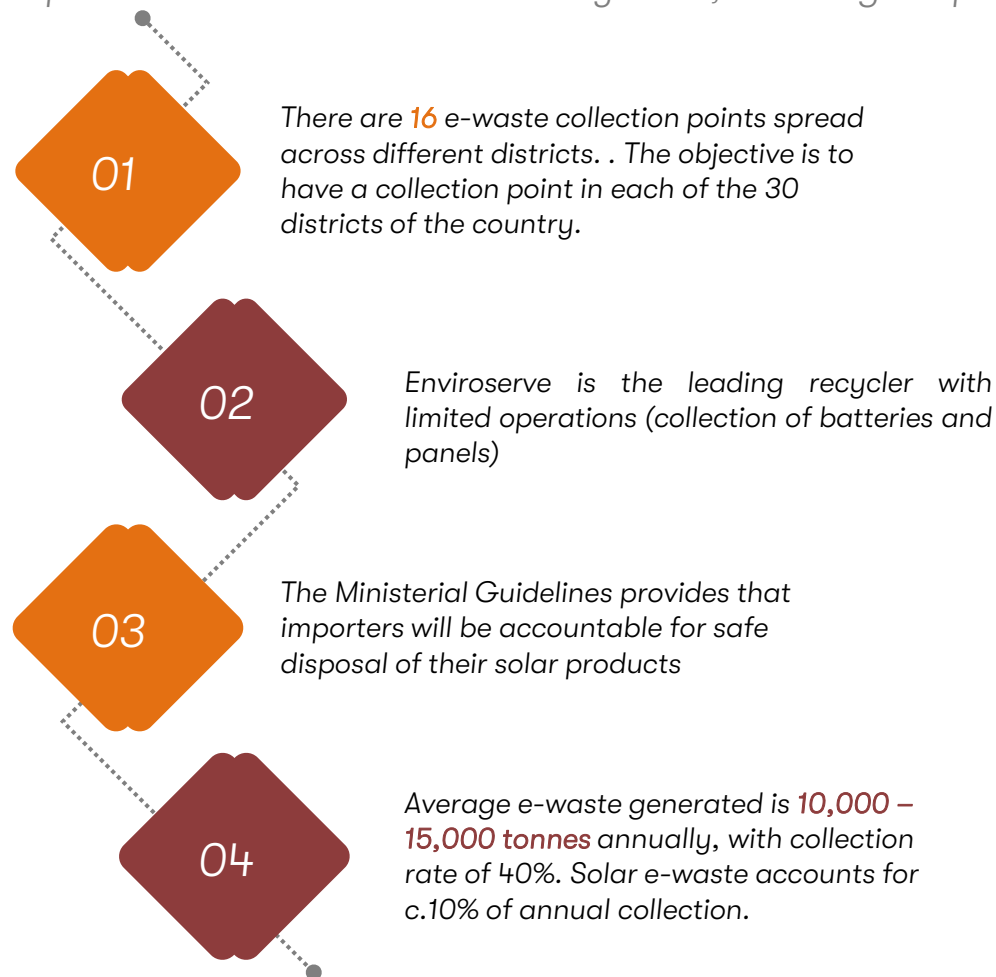 01
There are 16 e-waste collection points spread
across different districts. . The objective is to
have a collection point in each of the 30
districts of the country.
02
Enviroserve is the leading recycler with
limited operations (collection of batteries and
panels)
03
The Ministerial Guidelines provides that
importers will be accountable for safe
disposal of their solar products
04
Average e-waste generated is 10,000 –
15,000 tonnes annually, with collection
rate of 40%. Solar e-waste accounts for
c.10% of annual collection.